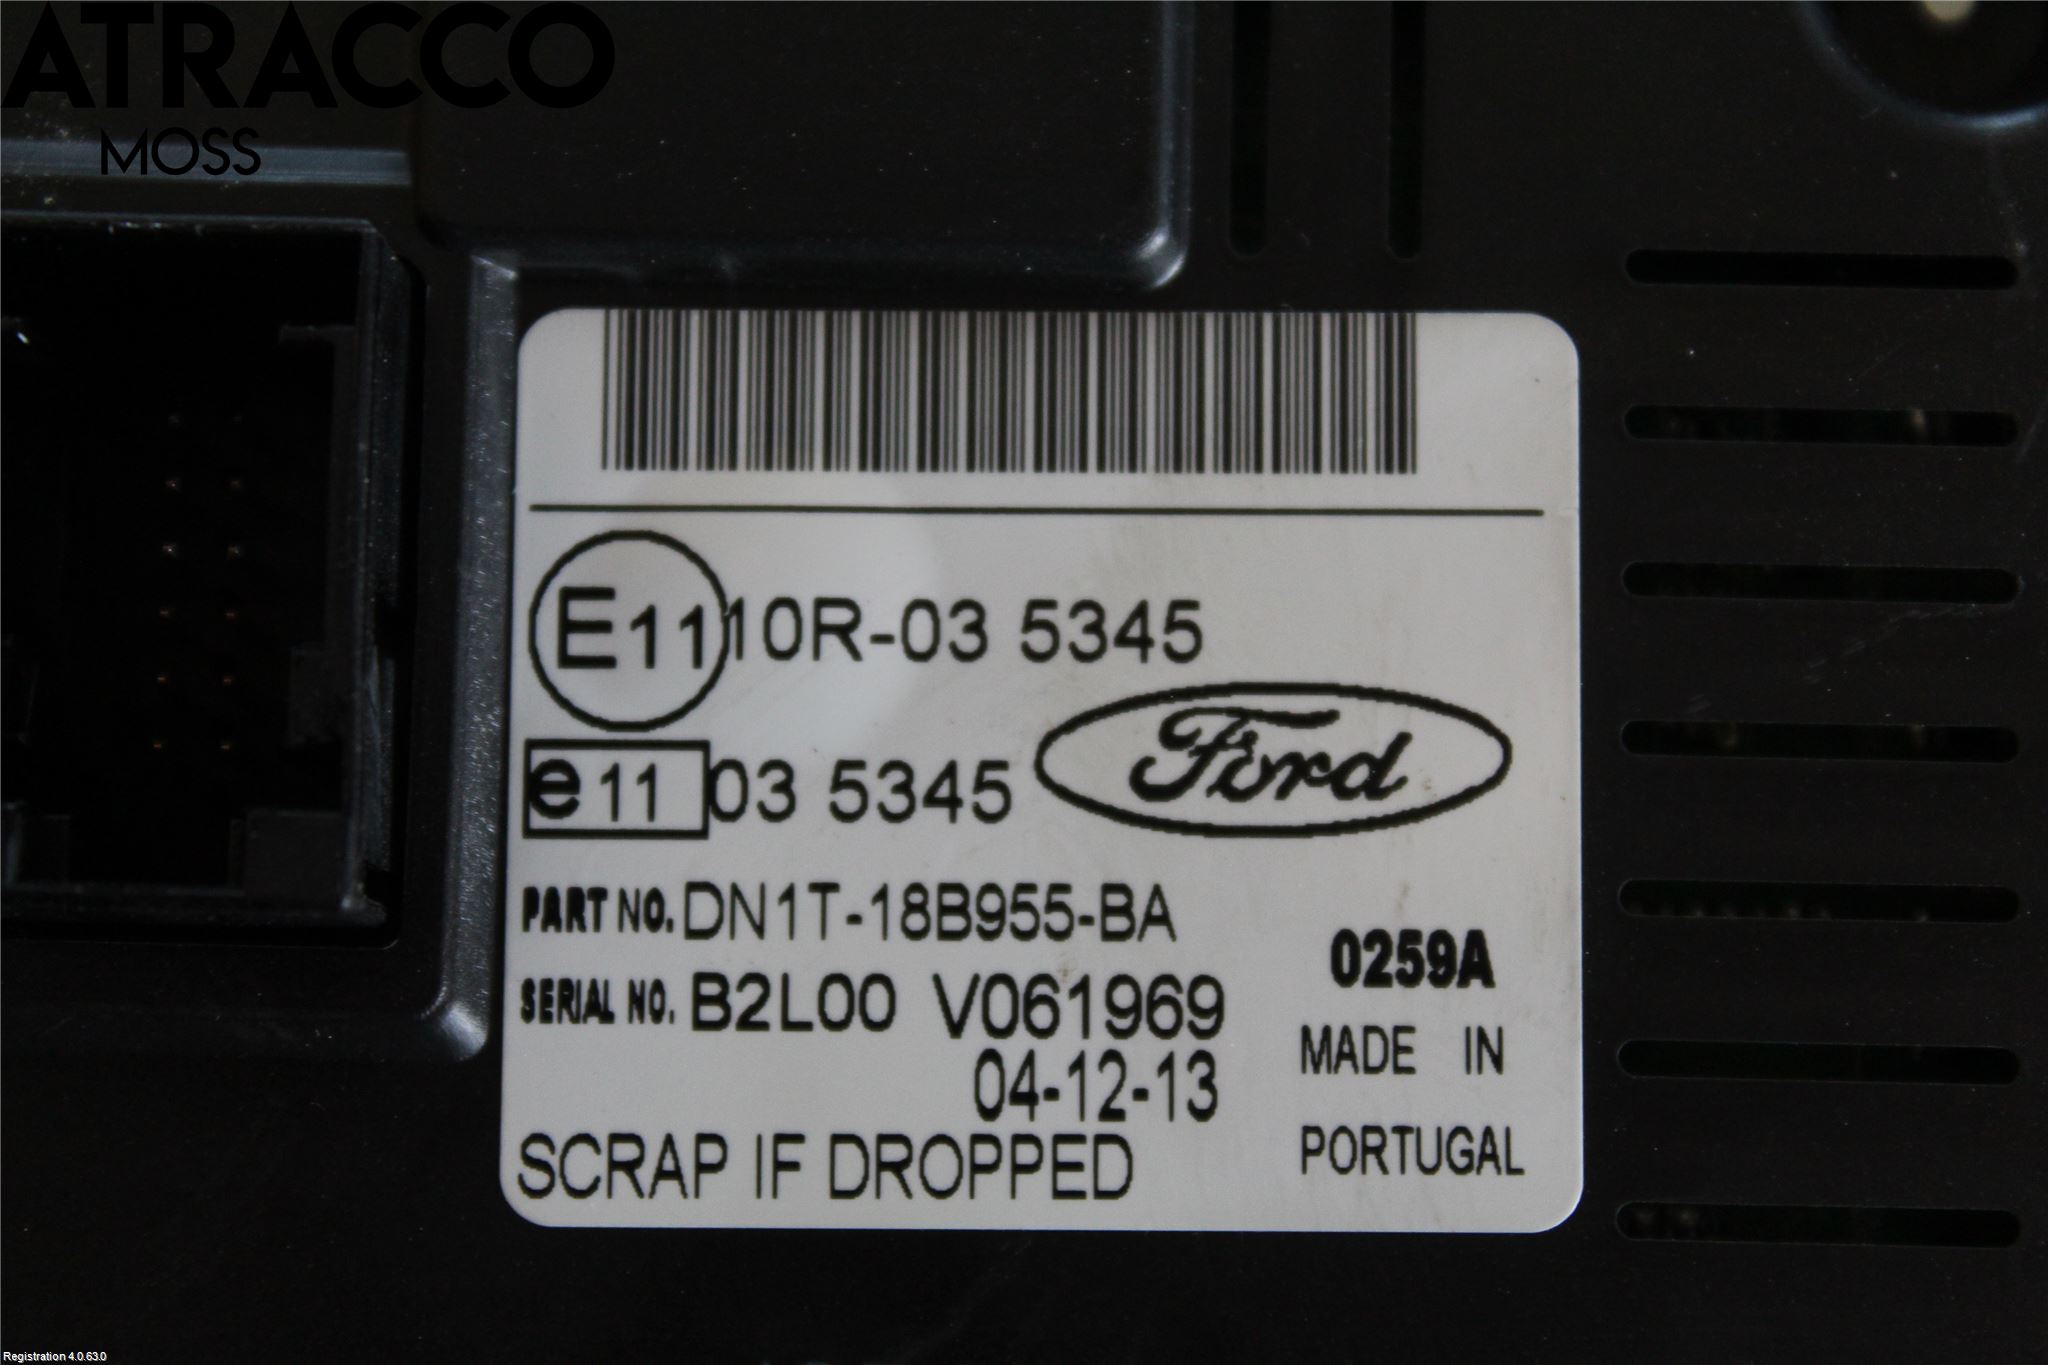 ATRACCO
MOSS
E11 10R-03 5345
e11 03 5345
Ford
PART NO. DN1T-18B955-BA
0259A
SERIAL NO. B2L00 V061969
MADE IN
04-12-13
PORTUGAL
SCRAP IF DROPPED
Registration 4.0.63.0